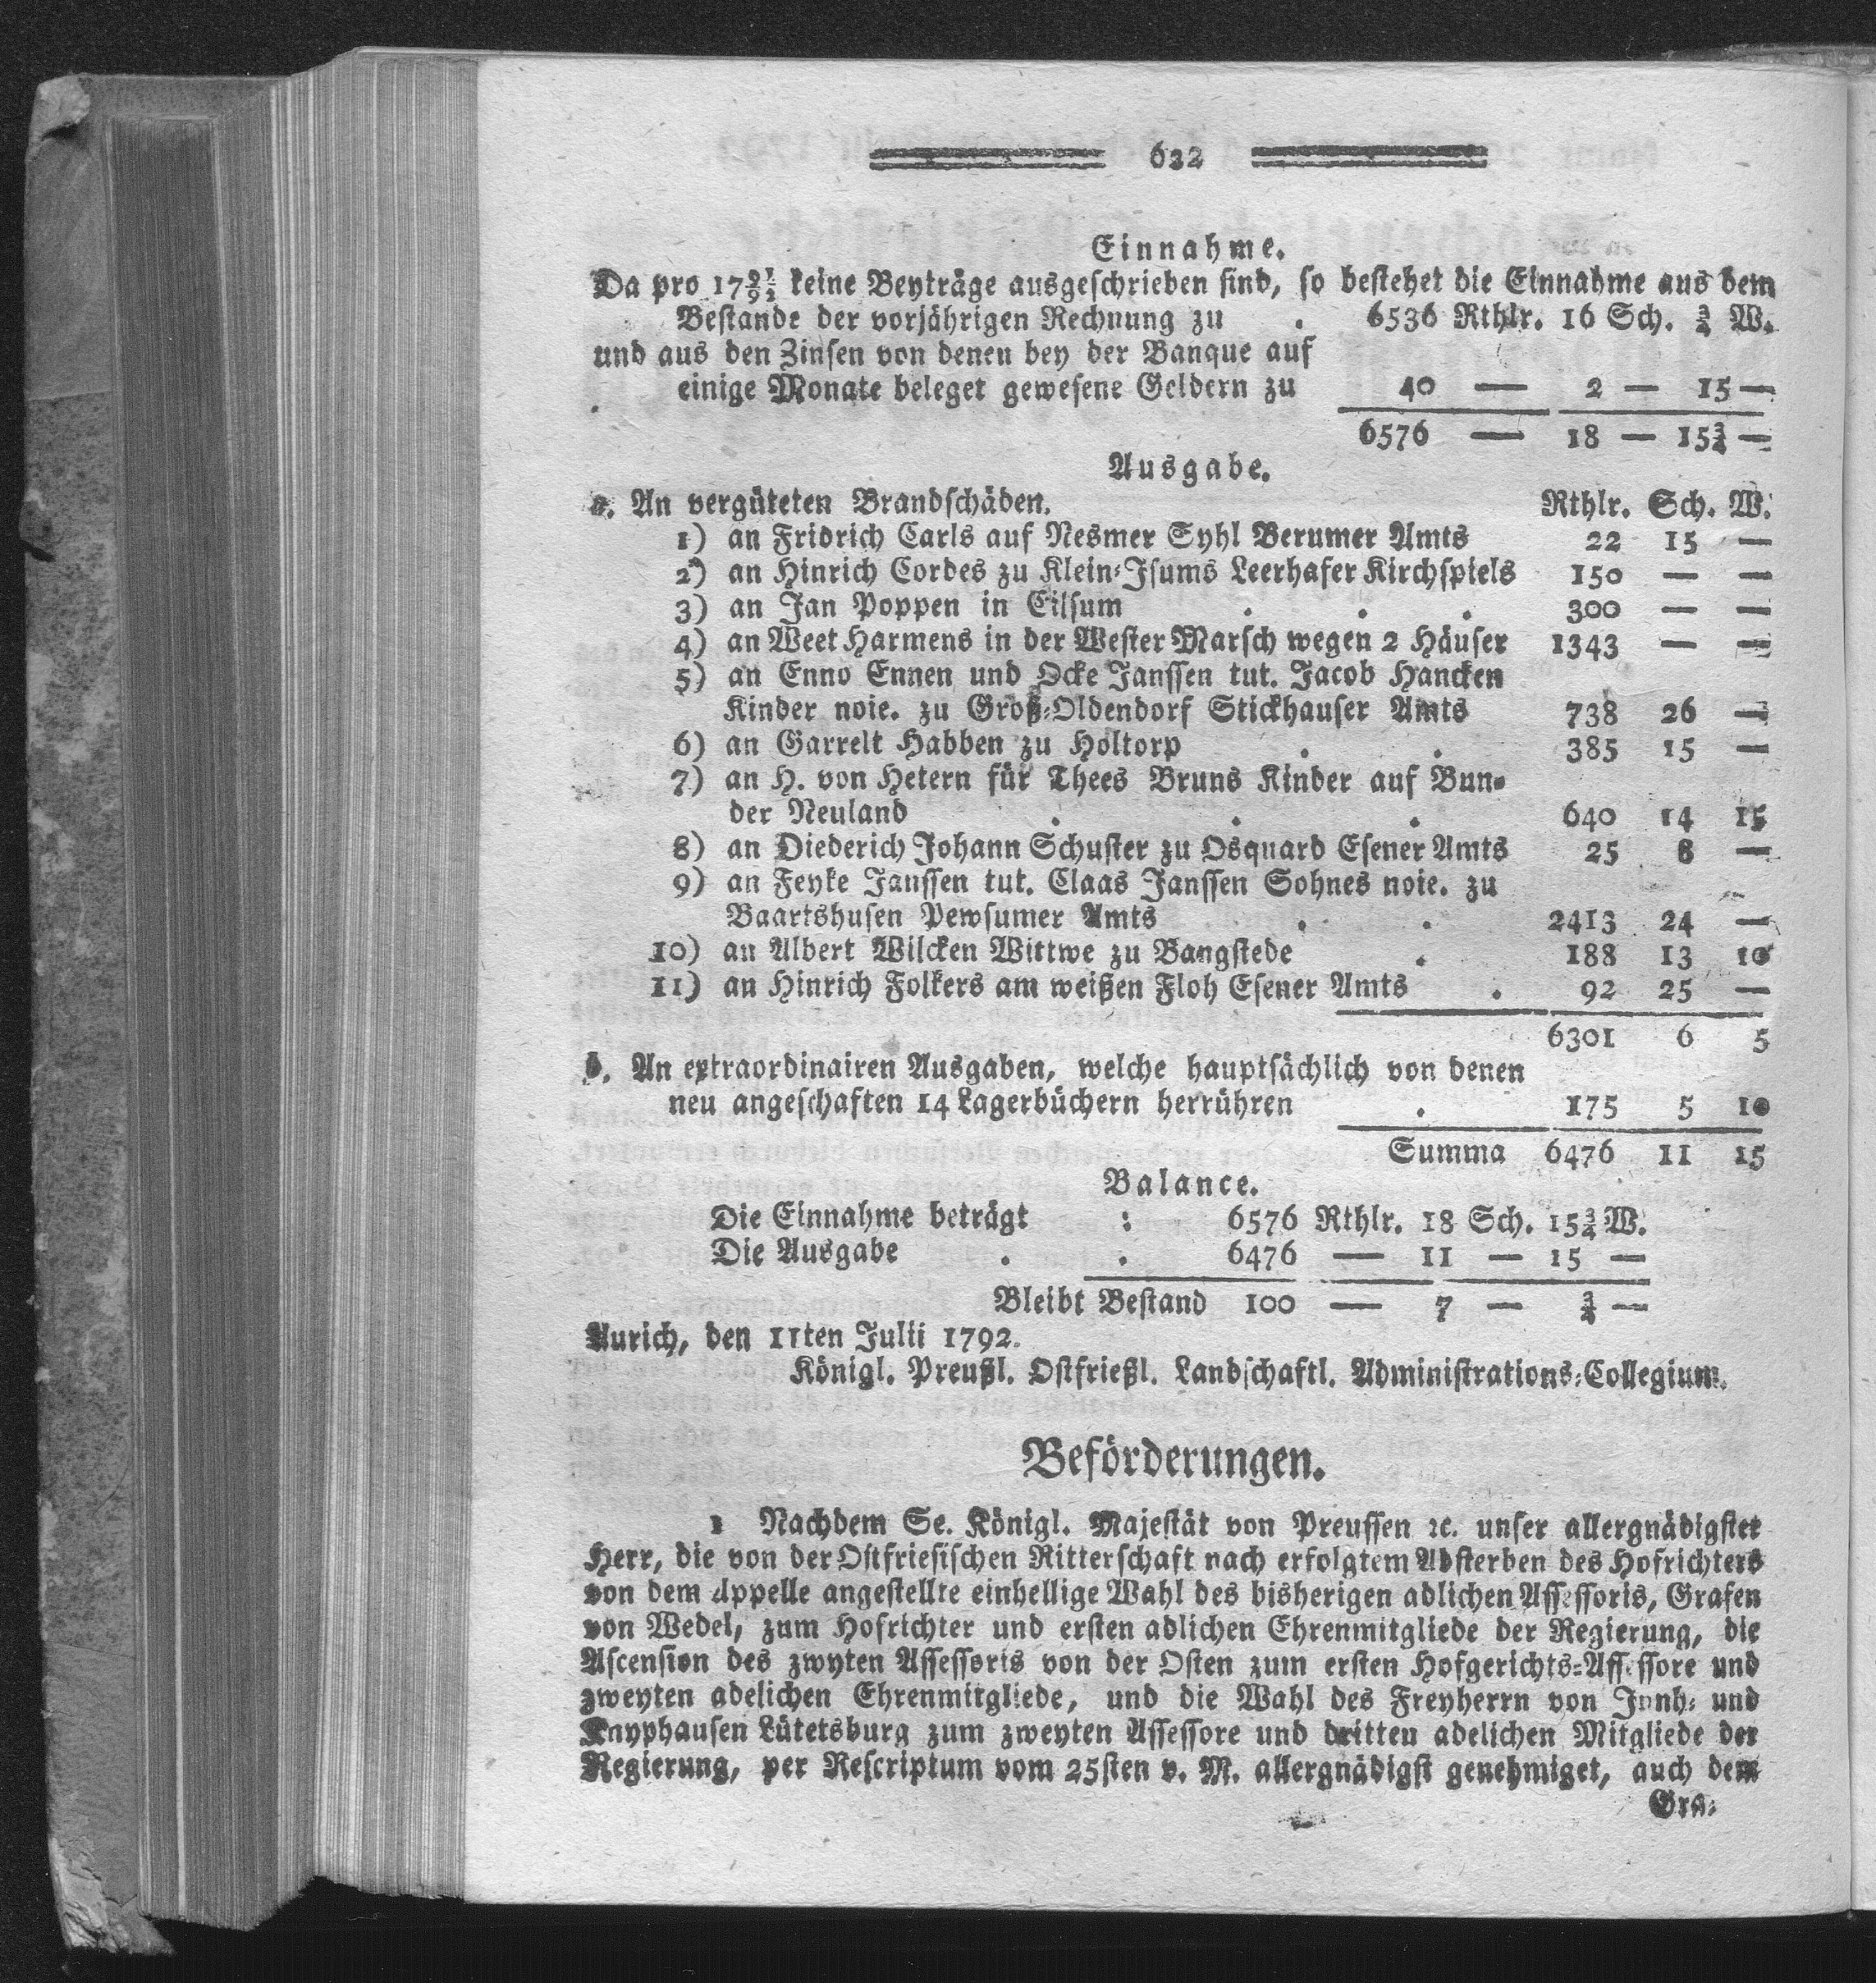 632
Einnahme.
Da pro 17 91/92 keine Beyträge ausgeschrieben sind, so bestehet die Einnahme aus dem
Bestande der vorjährigen Rechnung zu . 6536 Rthlr. 16 Sch. ¾ W.
und aus den Zinsen von denen bey der Banque auf
einige Monate beleget gewesene Geldern zu 40 — 2 — 15 —
6576 — 18 — 15¾ —
Ausgabe.
a. An vergüteten Brandschäden. Rthlr. Sch. W.
1) an Fridrich Carls auf Nesmer Syhl Berumer Amts 22 15 —
2) an Hinrich Cordes zu Klein-Isums Leerhafer Kirchspiels 150 — —
3) an Jan Poppen in Eilsum . . . 300 — —
4) an Weet Harmens in der Wester Marsch wegen 2 Häuser 1343 — —
5) an Enno Ennen und Ocke Janssen tut. Jacob Hancken
Kinder noie. zu Groß-Oldendorf Stickhauser Amts 738 26 —
6) an Garrelt Habben zu Holtorp . . 385 15 —
7) an H. von Hetern für Thees Bruns Kinder auf Bun-
der Neuland . . . 640 14 15
8) an Diederich Johann Schuster zu Osquard Esener Amts 25 8 —
9) an Feyke Janssen tut. Claas Janssen Sohnes noie. zu
Baartshusen Pewsumer Amts . . 2413 24 —
10) an Albert Wilcken Wittwe zu Bangstede . 188 13 10
11) an Hinrich Folkers am weißen Floh Esener Amts . 92 25 —
6301 6 5
b. An extraordinairen Ausgaben, welche hauptsächlich von denen
neu angeschaften 14 Lagerbüchern herrühren . 175 5 10
Summa 6476 11 15
Balance.
Die Einnahme beträgt : 6576 Rthlr. 18 Sch. 15¾ W.
Die Ausgabe . . 6476 — 11 — 15 —
Bleibt Bestand 100 — 7 — ¾ —
Aurich, den 11ten Julii 1792.
Königl. Preußl. Ostfrießl. Landschaftl. Administrations-Collegium.
Beförderungen.
1 Nachdem Se. Königl. Majestät von Preussen ꝛc. unser allergnädigster
Herr, die von der Ostfriesischen Ritterschaft nach erfolgtem Absterben des Hofrichters
von dem Appelle angestellte einhellige Wahl des bisherigen adlichen Assessoris, Grafen
von Wedel, zum Hofrichter und ersten adlichen Ehrenmitgliede der Regierung, die
Ascension des zwyten Assessoris von der Osten zum ersten Hofgerichts-Assessore und
zweyten adelichen Ehrenmitgliede, und die Wahl des Freyherrn von Innh- und
Knyphausen Lütetsburg zum zweyten Assessore und dritten adelichen Mitgliede der
Regierung, per Rescriptum vom 25sten v. M. allergnädigst genehmiget, auch dem
Gra-